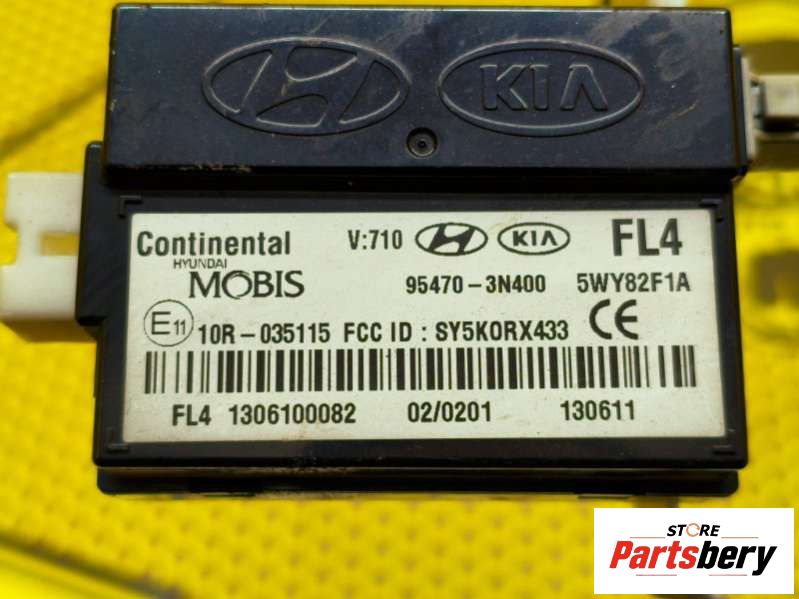 KIA
Continental V:710 KIA FL4
HYUNDAI
MOBIS 95470-3N400 5WY82F1A
E11 10R-035115 FCC ID : SY5KORX433 CE
FL4 1306100082 02/0201 130611
STORE
Partsbery